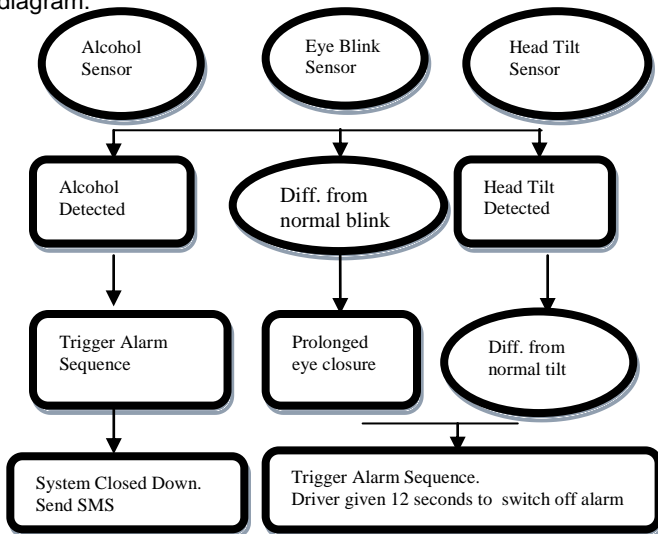 diagram.
Alcohol
Sensor
Eye Blink
Sensor
Head Tilt
Sensor
Alcohol
Detected
Diff. from
normal blink
Head Tilt
Detected
Trigger Alarm
Sequence
Prolonged
eye closure
Diff. from
normal tilt
System Closed Down.
Send SMS
Trigger Alarm Sequence.
Driver given 12 seconds to switch off alarm